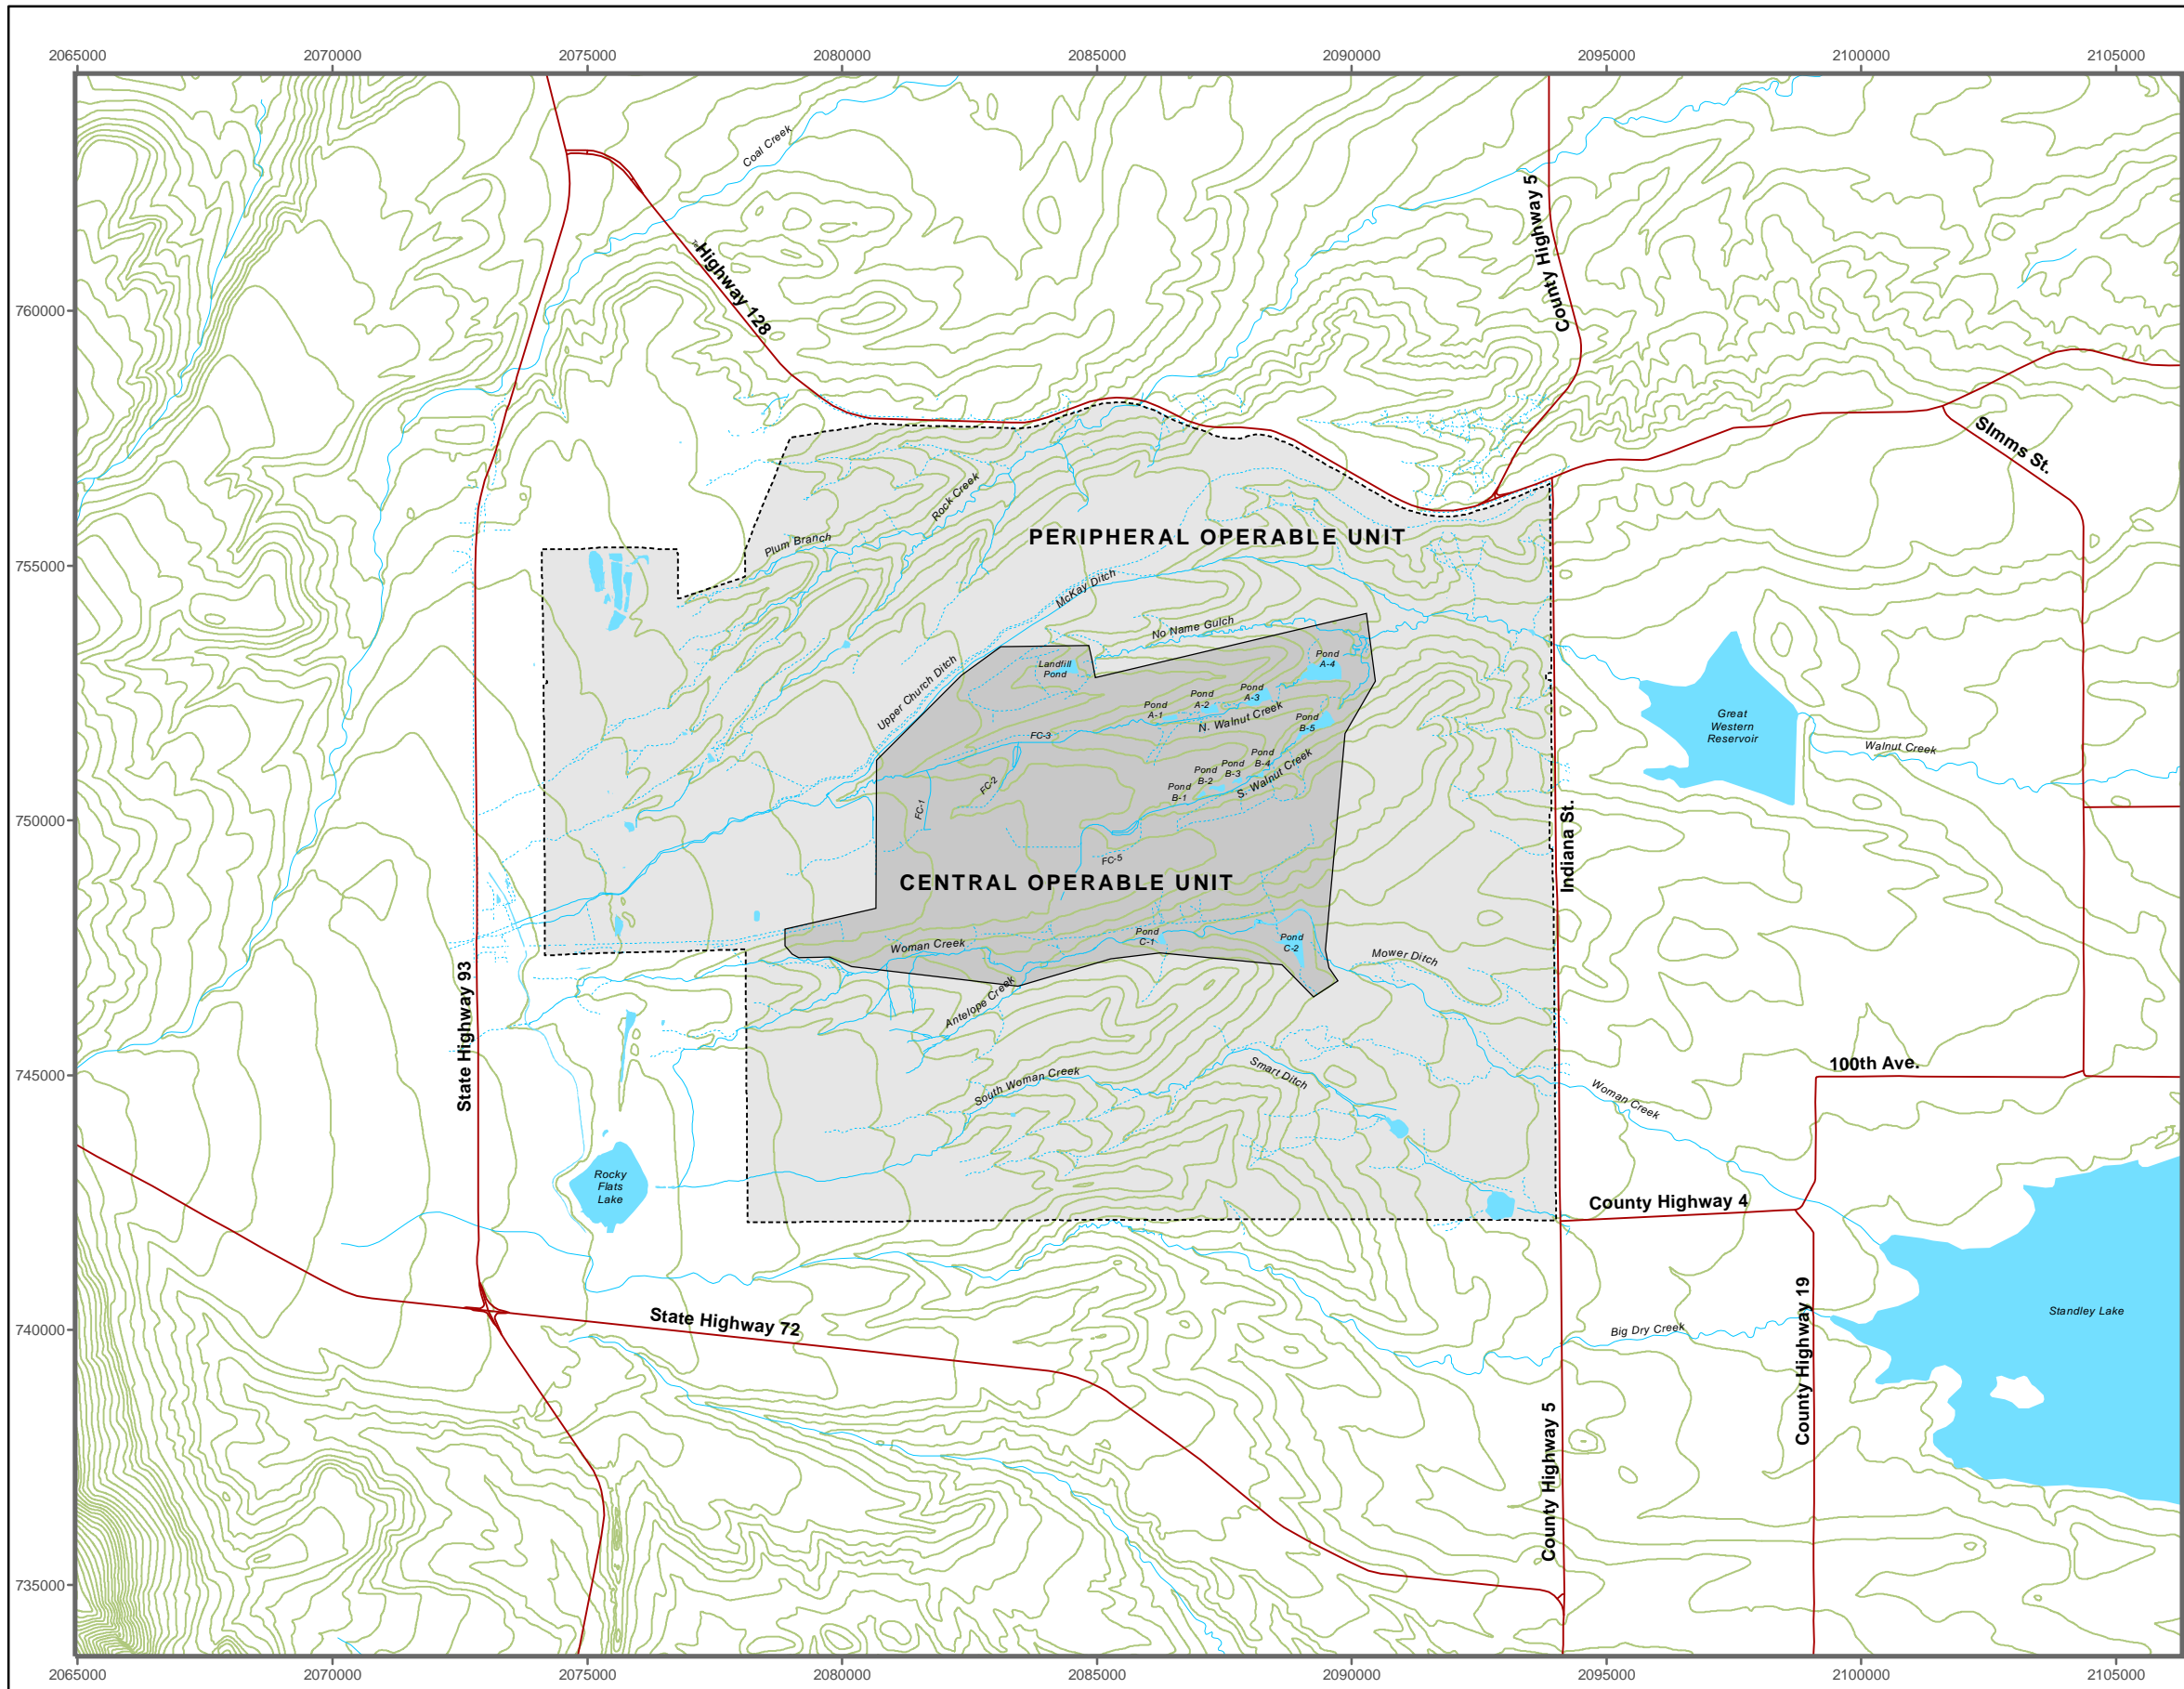 2065000 2070000 2075000 2080000 2085000 2090000 2095000 2100000 2105000
Coal Creek
County Highway 5
Highway 128
760000
SImms St.
Rock Creek
PERIPHERAL OPERABLE UNIT
Plum Branch
755000
McKay Ditch
No Name Gulch
Landfill
Pond
Pond
A-4
Upper Church Ditch
Pond
A-3
Pond
A-2
Pond
A-1
N. Walnut Creek
Pond
B-5
Great
Western
Reservoir
FC-3
Walnut Creek
Pond
B-4
Pond
B-3
Pond
B-2
Pond
B-1
S. Walnut Creek
FC-2
FC-1
750000
Indiana St.
FC-5
CENTRAL OPERABLE UNIT
Woman Creek
Pond
C-1
Pond
C-2
Mower Ditch
Antelope Creek
State Highway 93
745000
100th Ave.
South Woman Creek
Smart Ditch
Woman Creek
Rocky
Flats
Lake
County Highway 4
Standley Lake
State Highway 72
740000
Big Dry Creek
County Highway 19
County Highway 5
735000
2065000 2070000 2075000 2080000 2085000 2090000 2095000 2100000 2105000